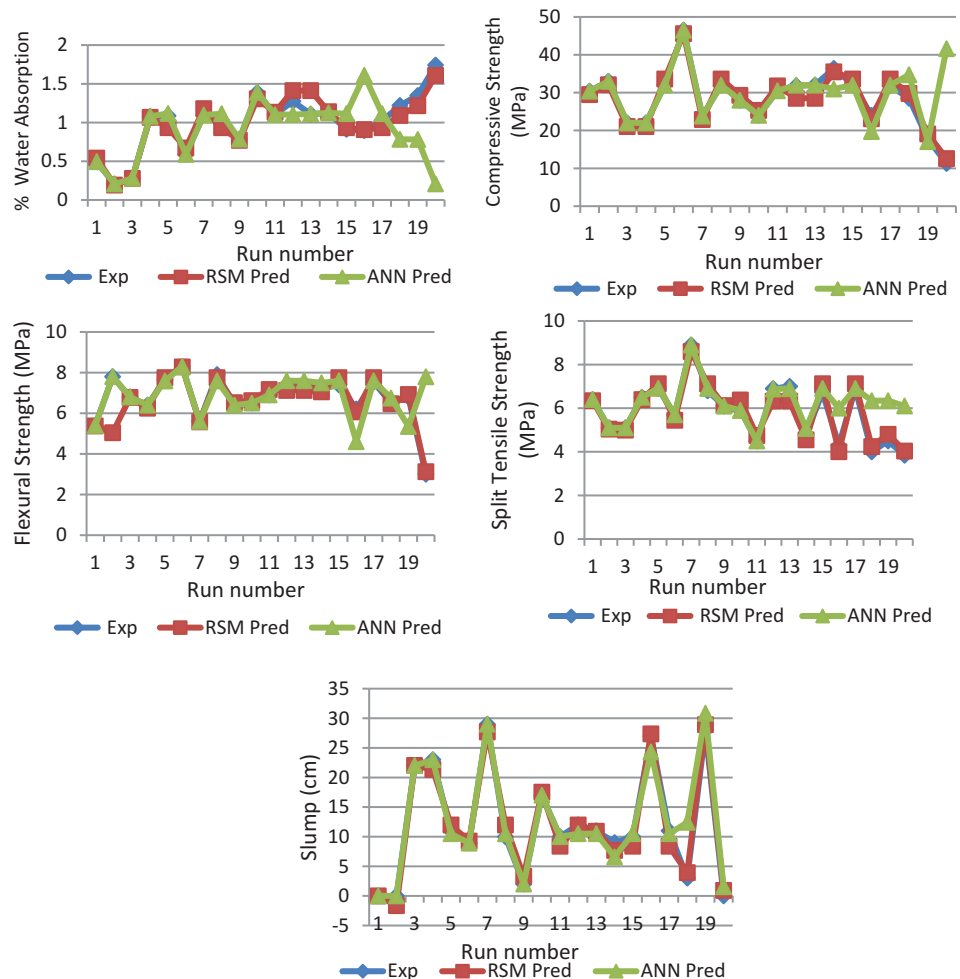 % Water Absorption
2
1.5
1
0.5
0
1 3 5 7 9 11 13 15 17 19
Run number
Exp RSM Pred ANN Pred
Compressive Strength
(MPa)
50
40
30
20
10
0
1 3 5 7 9 11 13 15 17 19
Run number
Exp RSM Pred ANN Pred
Flexural Strength (MPa)
10
8
6
4
2
0
1 3 5 7 9 11 13 15 17 19
Run number
Exp RSM Pred ANN Pred
Split Tensile Strength
(MPa)
10
8
6
4
2
0
1 3 5 7 9 11 13 15 17 19
Run number
Exp RSM Pred ANN Pred
Slump (cm)
35
30
25
20
15
10
5
0
-5
1 3 5 7 9 11 13 15 17 19
Run number
Exp RSM Pred ANN Pred